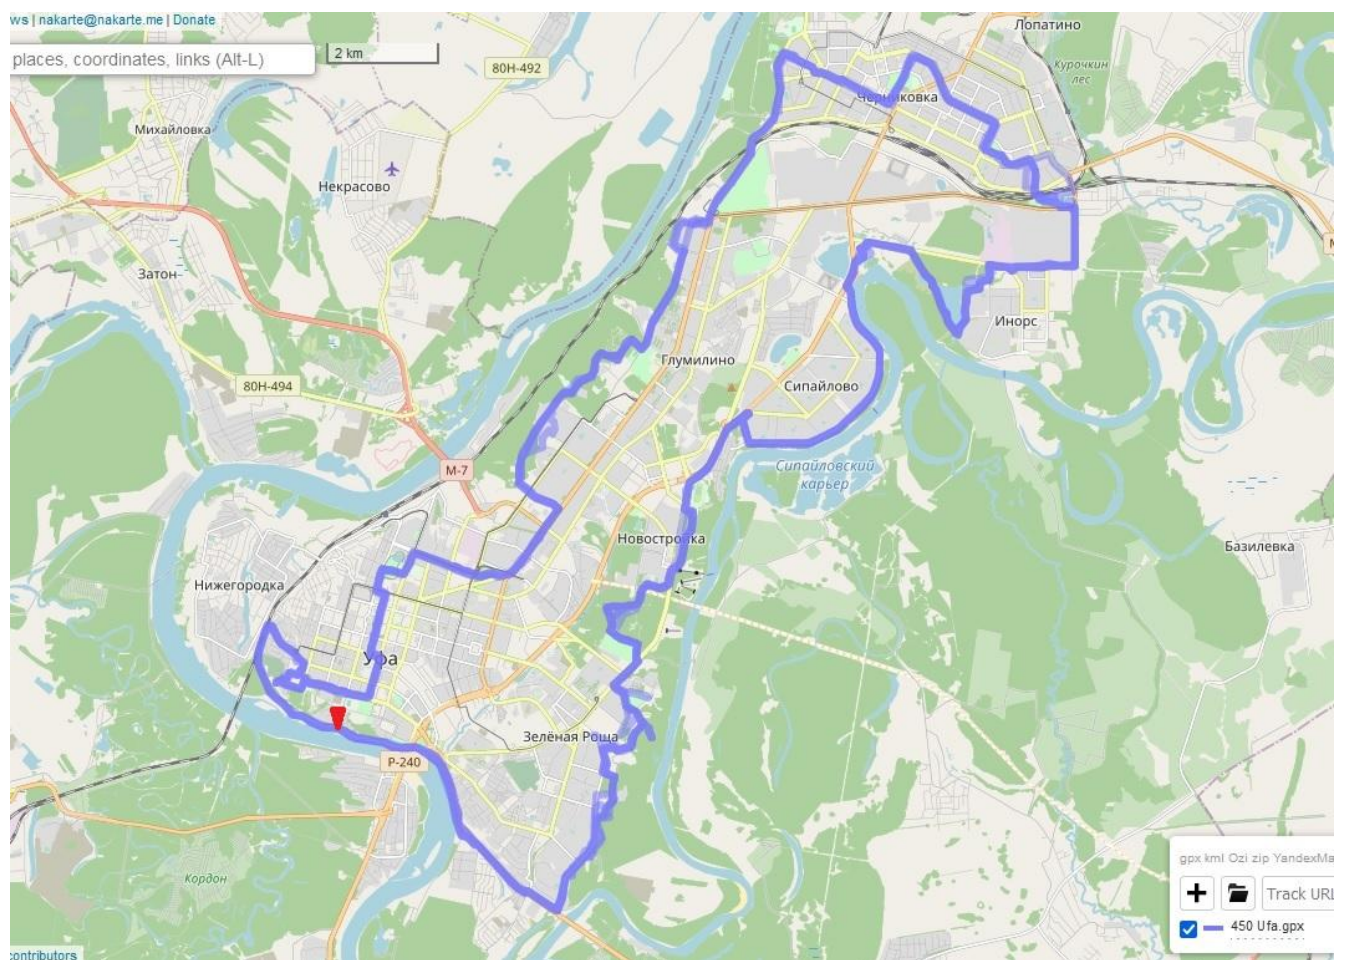 ws | nakarte@nakarte.me | Donate
places, coordinates, links (Alt-L)
2 km
80Н-492
Лопатино
Курочкин
лес
Черниковка
Михайловка
Некрасово
Затон
80Н-494
Глумилино
Сипайлово
Инорс
М-7
Сипайловский
карьер
Новостройка
Базилевка
Нижегородка
Уфа
Зелёная Роща
Р-240
Кордон
gpx kml Ozi zip YandexMa
Track URL
450 Ufa.gpx
contributors